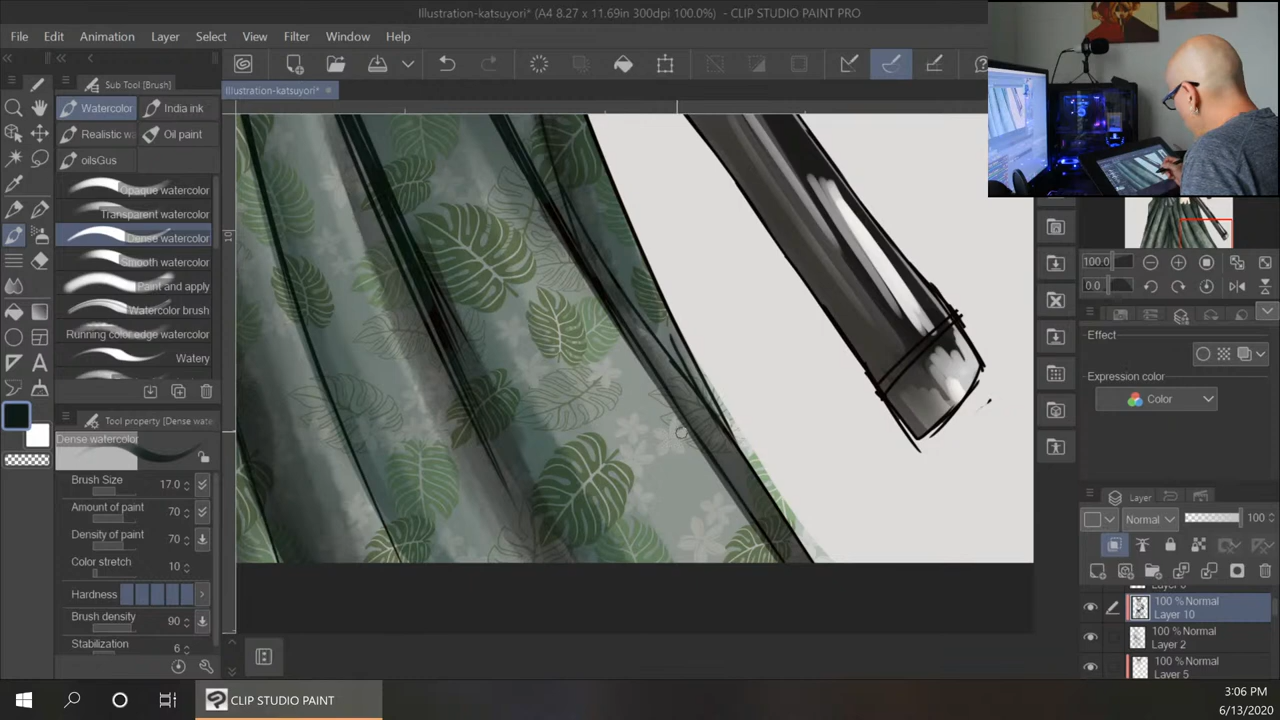 Illustration-katsuyori* (A4 8.27 x 11.69in 300dpi 100.0%) - CLIP STUDIO PAINT PRO
File Edit Animation Layer Select View Filter Window Help
Sub Tool [Brush]
Illustration-katsuyori*
Watercolor India ink
Realistic w Oil paint
oilsGus
Opaque watercolor
Transparent watercolor
Dense watercolor
Smooth watercolor
Paint and apply
Watercolor brush
Running color edge watercolor
Watery
Tool property [Dense wate
Dense watercolor
Brush Size 17.0
Amount of paint 70
Density of paint 70
Color stretch 10
Hardness
Brush density 90
Stabilization 6
10
100.0
0.0
Effect
Expression color
Color
Layer
Normal 100
100 % Normal
Layer 10
100 % Normal
Layer 2
100 % Normal
Layer 5
CLIP STUDIO PAINT
3:06 PM
6/13/2020